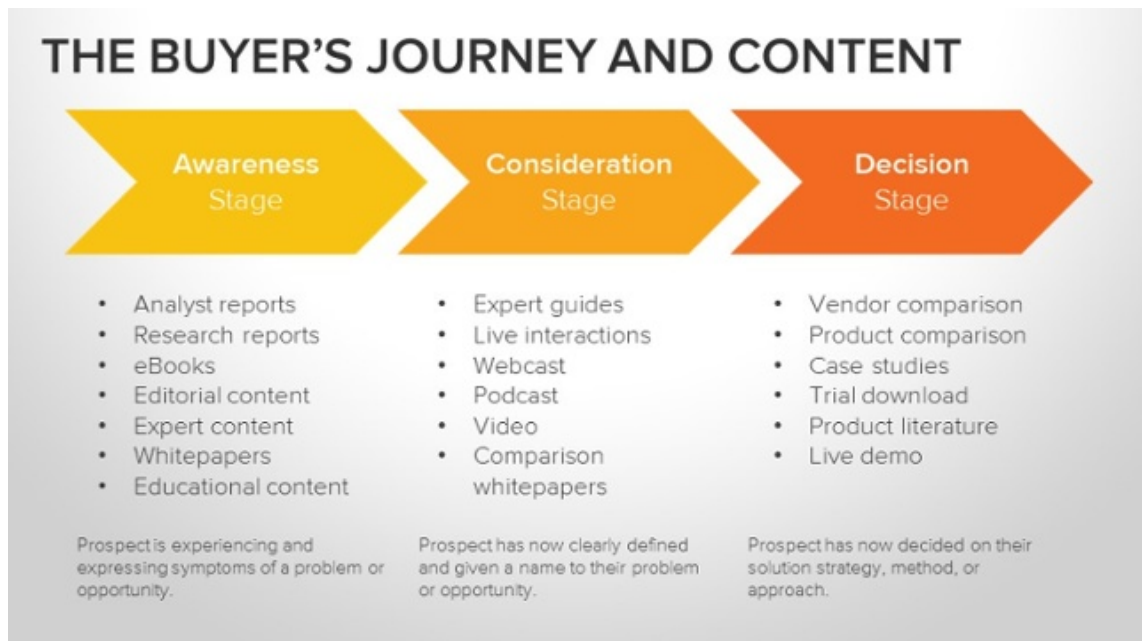 THE BUYER'S JOURNEY AND CONTENT
Awareness
Stage
Consideration
Stage
Decision
Stage
• Analyst reports
• Research reports
• eBooks
• Editorial content
• Expert content
• Whitepapers
• Educational content
Prospect is experiencing and
expressing symptoms of a problem or
opportunity.
• Expert guides
• Live interactions
• Webcast
• Podcast
• Video
• Comparison
whitepapers
Prospect has now clearly defined
and given a name to their problem
or opportunity.
• Vendor comparison
• Product comparison
• Case studies
• Trial download
• Product literature
• Live demo
Prospect has now decided on their
solution strategy, method, or
approach.